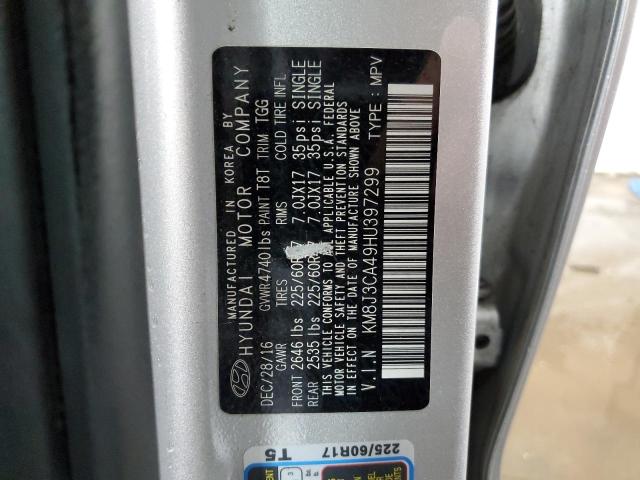 MANUFACTURED IN KOREA BY
HYUNDAI MOTOR COMPANY
DEC/28/16 GVWR4740lbs PAINT T8T TRIM TGG
GAWR TIRES RIMS COLD TIRE INFL
FRONT 2646 lbs 225/60R17 7.0JX17 35psi SINGLE
REAR 2535 lbs 225/60R17 7.0JX17 35psi SINGLE
THIS VEHICLE CONFORMS TO ALL APPLICABLE U.S.A. FEDERAL
MOTOR VEHICLE SAFETY AND THEFT PREVENTION STANDARDS
IN EFFECT ON THE DATE OF MANUFACTURE SHOWN ABOVE
V.I.N KM8J3CA49HU397299 TYPE: MPV
225/60R17
T5